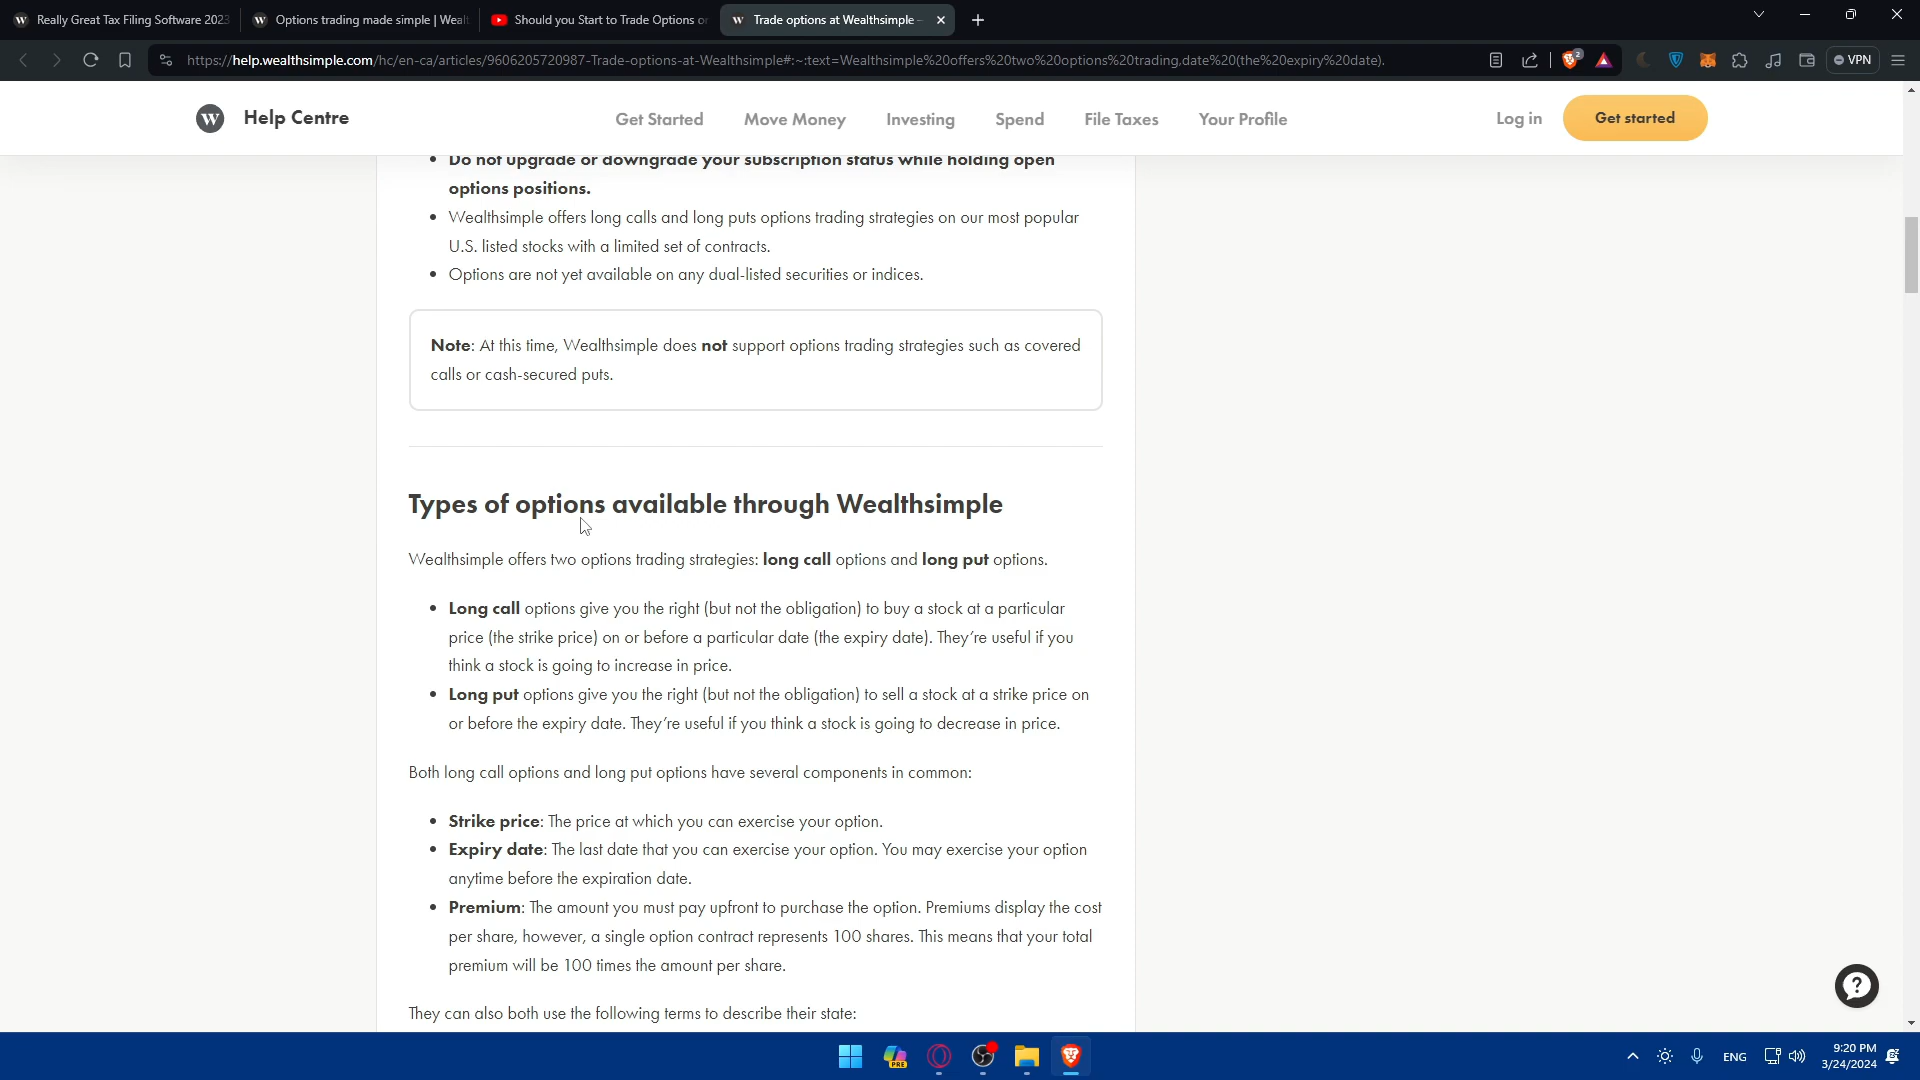 Really Great Tax Filing Software 2023
Options trading made simple | Weal
Should you Start to Trade Options or
Trade options at Wealthsimple –
https://help.wealthsimple.com/hc/en-ca/articles/9606205720987-Trade-options-at-Wealthsimple#:~:text=Wealthsimple%20offers%20two%20options%20trading,date%20(the%20expiry%20date).
2
VPN
W Help Centre
Get Started
Move Money
Investing
Spend
File Taxes
Your Profile
Log in
Get started
• Do not upgrade or downgrade your subscription status while holding open
options positions.
• Wealthsimple offers long calls and long puts options trading strategies on our most popular
U.S. listed stocks with a limited set of contracts.
• Options are not yet available on any dual-listed securities or indices.
Note: At this time, Wealthsimple does not support options trading strategies such as covered
calls or cash-secured puts.
Types of options available through Wealthsimple
Wealthsimple offers two options trading strategies: long call options and long put options.
• Long call options give you the right (but not the obligation) to buy a stock at a particular
price (the strike price) on or before a particular date (the expiry date). They're useful if you
think a stock is going to increase in price.
• Long put options give you the right (but not the obligation) to sell a stock at a strike price on
or before the expiry date. They're useful if you think a stock is going to decrease in price.
Both long call options and long put options have several components in common:
• Strike price: The price at which you can exercise your option.
• Expiry date: The last date that you can exercise your option. You may exercise your option
anytime before the expiration date.
• Premium: The amount you must pay upfront to purchase the option. Premiums display the cost
per share, however, a single option contract represents 100 shares. This means that your total
premium will be 100 times the amount per share.
They can also both use the following terms to describe their state:
PRE
ENG
9:20 PM
3/24/2024